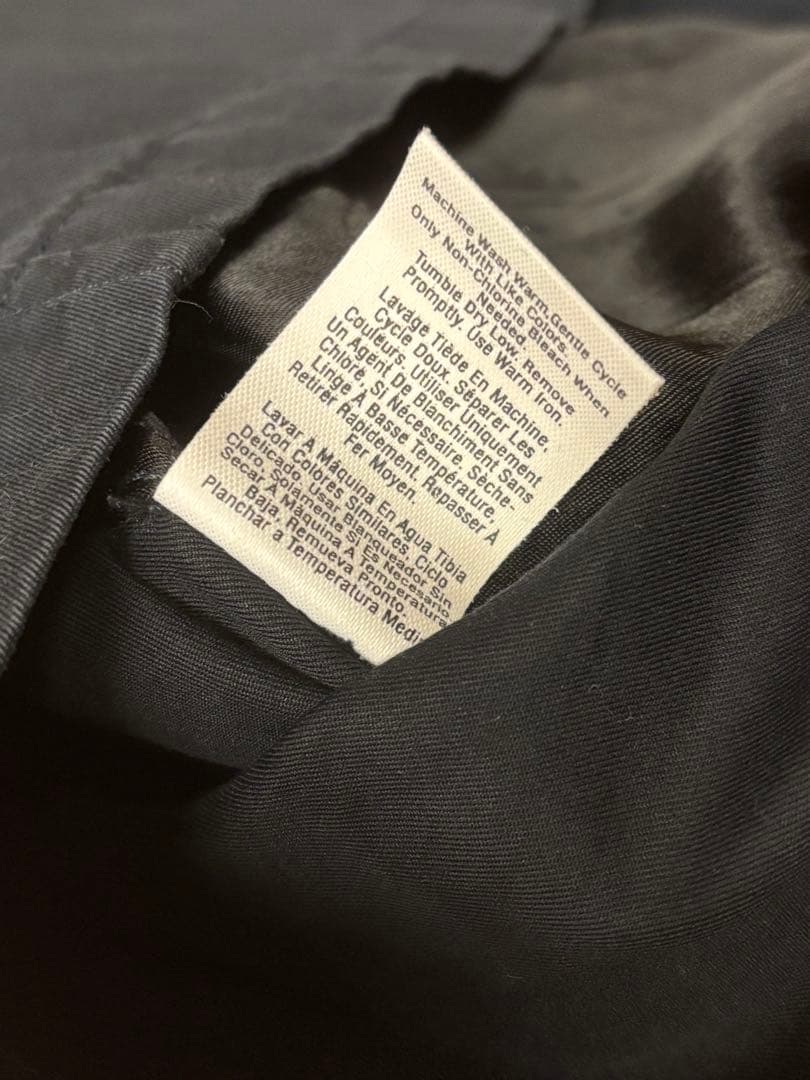 Machine Wash Warm,Gentle Cycle
With Like Colors.
Only Non-Chlorine Bleach When
Needed.
Tumble Dry Low, Remove
Promptly. Use Warm Iron.
Lavage Tiède En Machine,
Cycle Doux. Séparer Les
Couleurs. Utiliser Uniquement
Un Agent De Blanchiment Sans
Chlore, Si Nécessaire. Sèche-
Linge À Basse Température,
Retirer Rapidement. Repasser À
Fer Moyen.
Lavar A Máquina En Agua Tibia
Con Colores Similares, Ciclo
Delicado. Usar Blanqueador Sin
Cloro, Solamente Si Es Necesario
Secar A Máquina A Temperatura
Baja, Remueva Pronto.
Planchar a Temperatura Medi